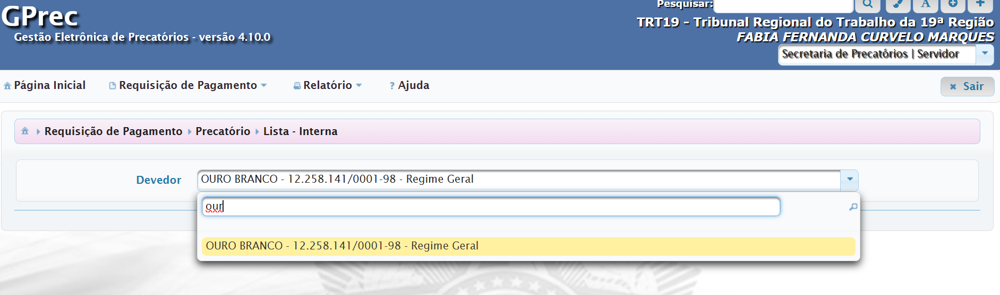 GPrec
Gestão Eletrônica de Precatórios - versão 4.10.0
Pesquisar:
A
TRT19 - Tribunal Regional do Trabalho da 19ª Região
FABIA FERNANDA CURVELO MARQUES
Secretaria de Precatórios | Servidor
Página Inicial Requisição de Pagamento Relatório ? Ajuda Sair
Requisição de Pagamento Precatório Lista - Interna
Devedor OURO BRANCO - 12.258.141/0001-98 - Regime Geral
our
OURO BRANCO - 12.258.141/0001-98 - Regime Geral